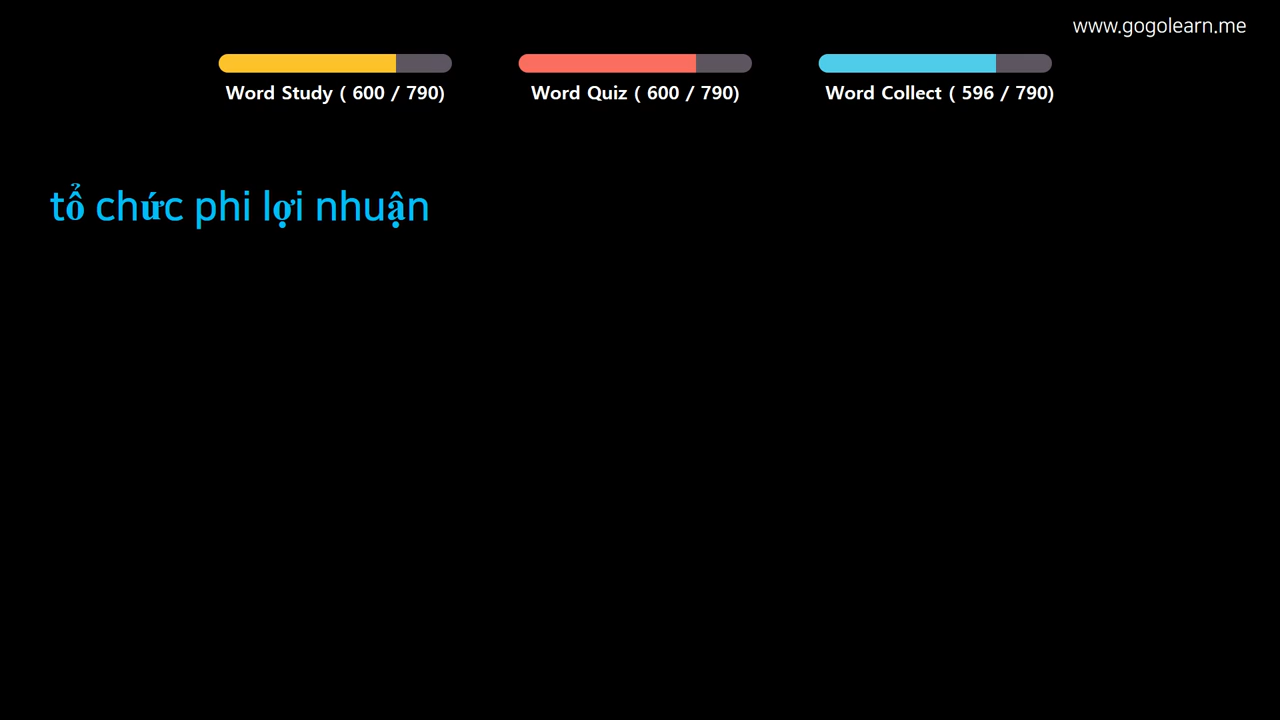 www.gogolearn.me
Word Study ( 600 / 790)
Word Quiz ( 600 / 790)
Word Collect ( 596 / 790)
tổ chức phi lợi nhuận